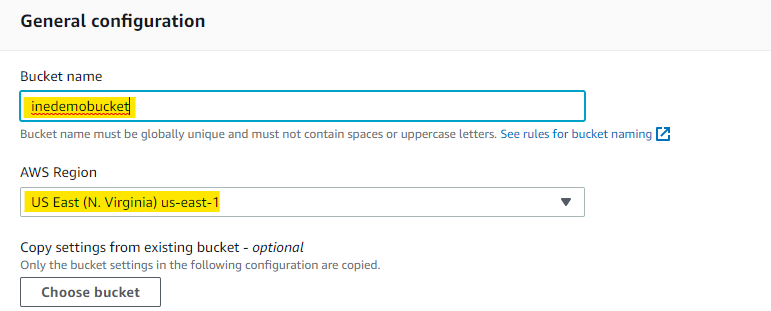 General configuration
Bucket name
inedemobucket
Bucket name must be globally unique and must not contain spaces or uppercase letters. See rules for bucket naming
AWS Region
US East (N. Virginia) us-east-1
Copy settings from existing bucket - optional
Only the bucket settings in the following configuration are copied.
Choose bucket